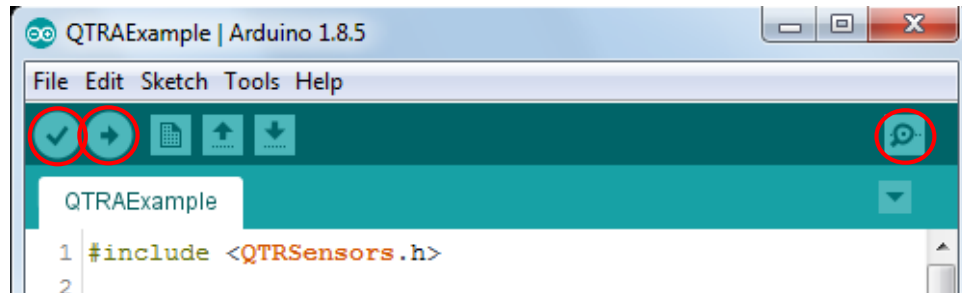 QTRAExample | Arduino 1.8.5
File Edit Sketch Tools Help
QTRAExample
1 #include <QTRSensors.h>
2